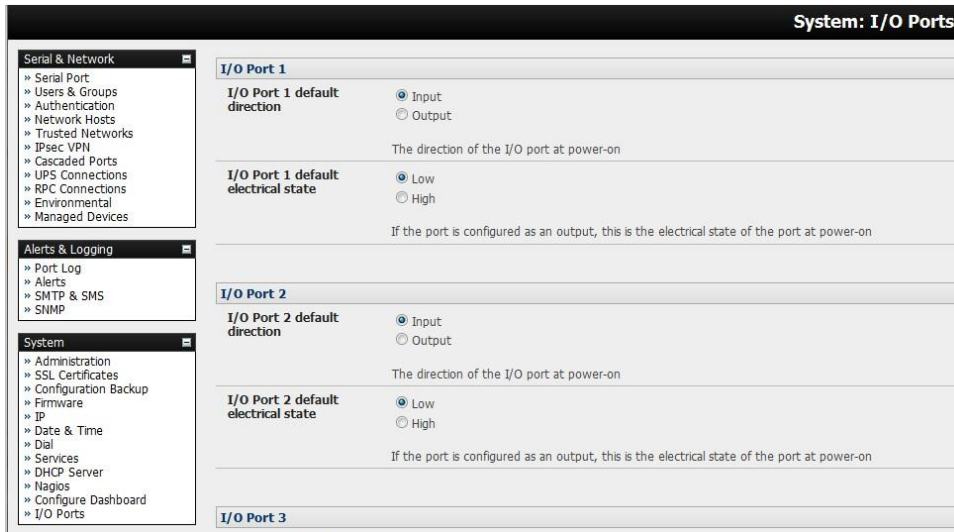 System: I/O Ports
Serial & Network
» Serial Port
» Users & Groups
» Authentication
» Network Hosts
» Trusted Networks
» IPsec VPN
» Cascaded Ports
» UPS Connections
» RPC Connections
» Environmental
» Managed Devices
Alerts & Logging
» Port Log
» Alerts
» SMTP & SMS
» SNMP
System
» Administration
» SSL Certificates
» Configuration Backup
» Firmware
» IP
» Date & Time
» Dial
» Services
» DHCP Server
» Nagios
» Configure Dashboard
» I/O Ports
I/O Port 1
I/O Port 1 default
direction
Input
Output
The direction of the I/O port at power-on
I/O Port 1 default
electrical state
Low
High
If the port is configured as an output, this is the electrical state of the port at power-on
I/O Port 2
I/O Port 2 default
direction
Input
Output
The direction of the I/O port at power-on
I/O Port 2 default
electrical state
Low
High
If the port is configured as an output, this is the electrical state of the port at power-on
I/O Port 3